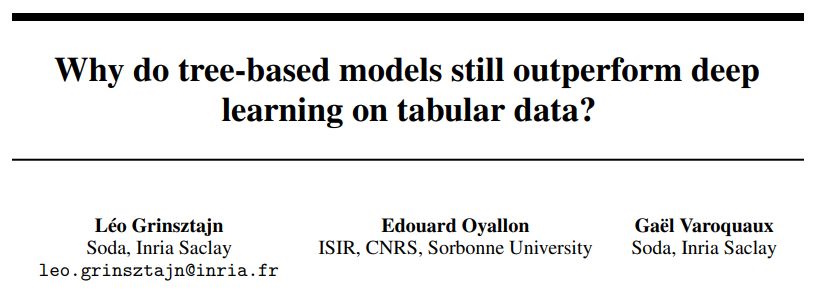 Why do tree-based models still outperform deep
learning on tabular data?
Léo Grinsztajn
Soda, Inria Saclay
leo.grinsztajn@inria.fr
Edouard Oyallon
ISIR, CNRS, Sorbonne University
Gaël Varoquaux
Soda, Inria Saclay